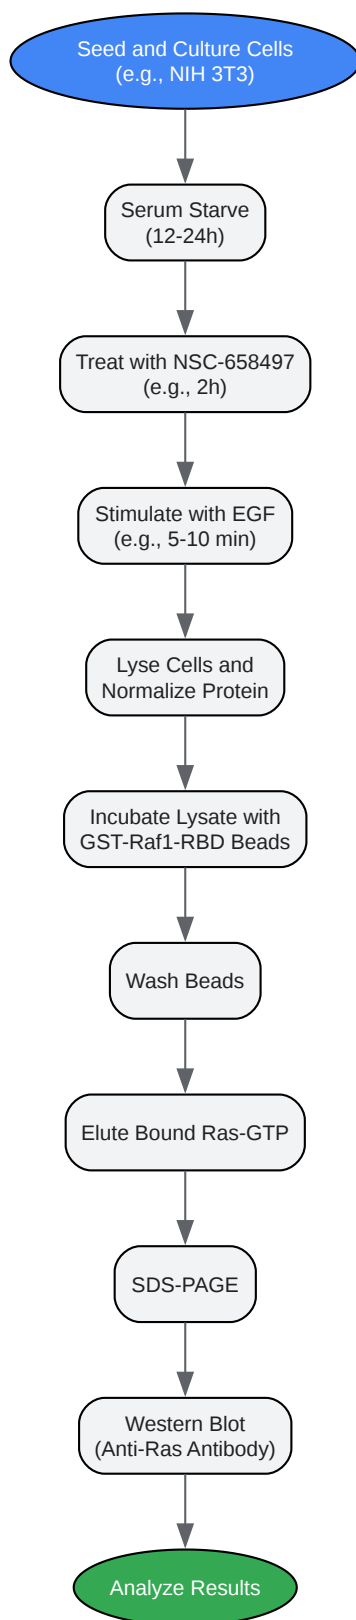 Seed and Culture Cells
(e.g., NIH 3T3)
Serum Starve
(12-24h)
Treat with NSC-658497
(e.g., 2h)
Stimulate with EGF
(e.g., 5-10 min)
Lyse Cells and
Normalize Protein
Incubate Lysate with
GST-Raf1-RBD Beads
Wash Beads
Elute Bound Ras-GTP
SDS-PAGE
Western Blot
(Anti-Ras Antibody)
Analyze Results